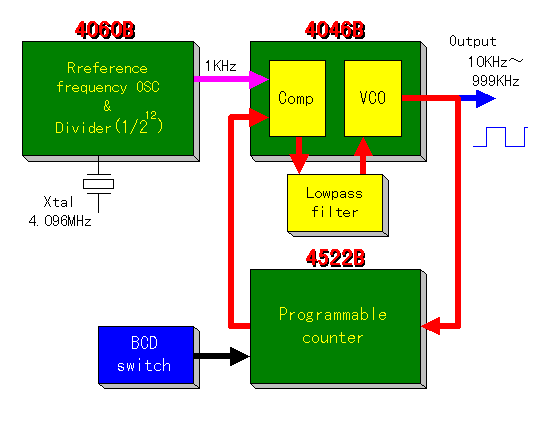 4060B
4046B
Rreference
frequency OSC
&
Divider(1/2^12)
1KHz
Comp
VCO
Output
10KHz～
999KHz
Xtal
4.096MHz
Lowpass
filter
4522B
Programmable
counter
BCD
switch